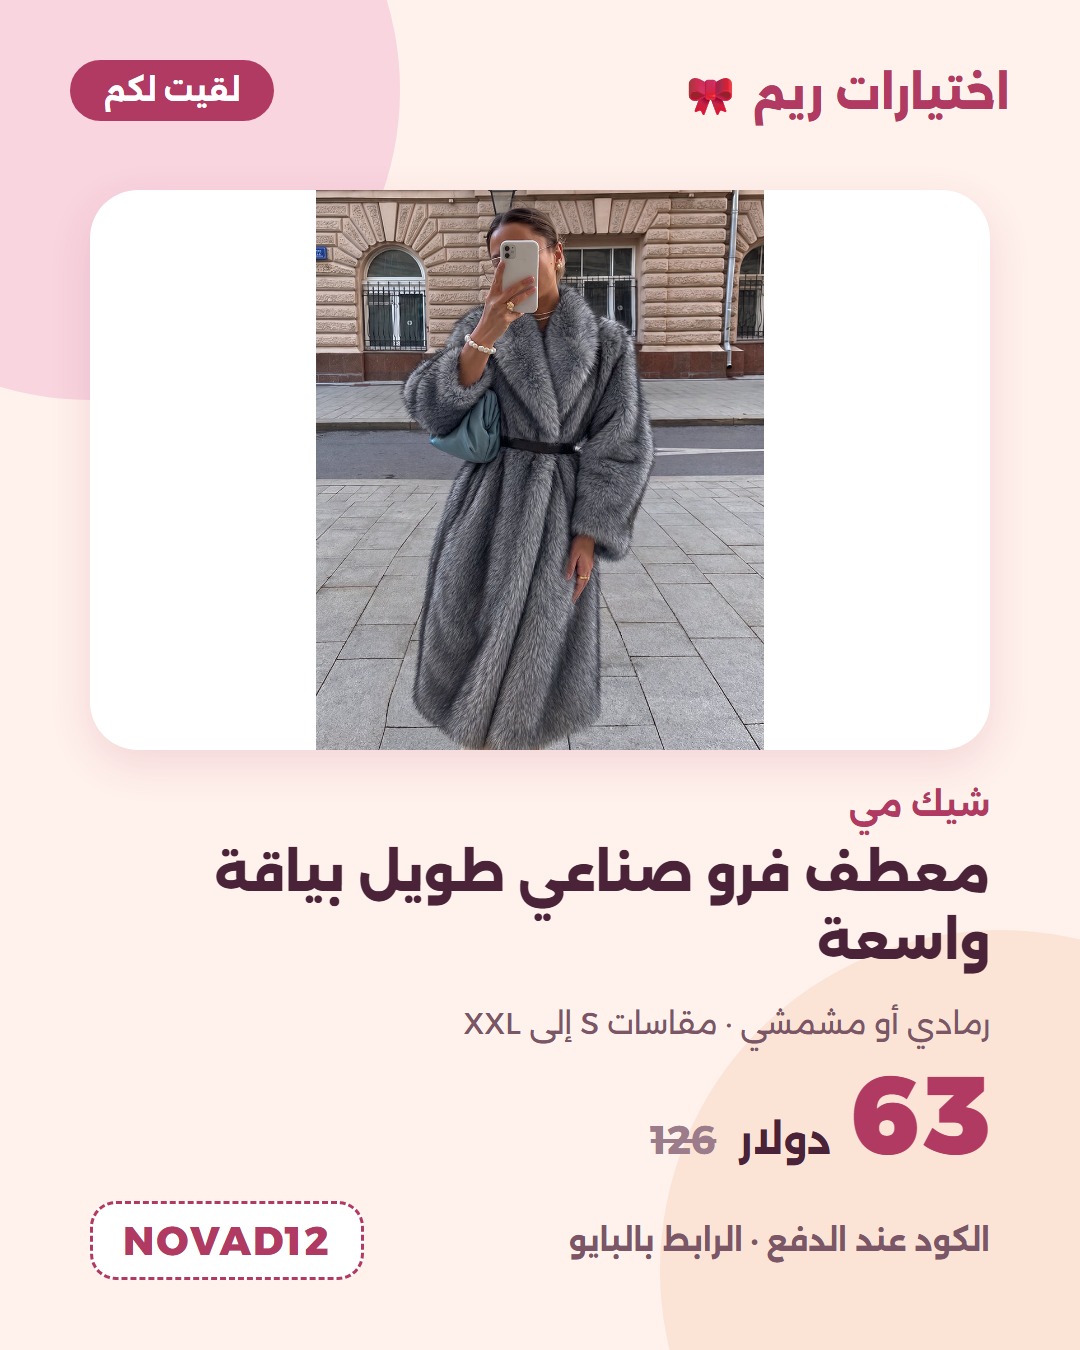 اختيارات ريم 🎀
لقيت لكم
شيك مي
معطف فرو صناعي طويل بياقة
واسعة
رمادي أو مشمشي · مقاسات S إلى XXL
63 دولار 126
الكود عند الدفع · الرابط بالبايو
NOVAD12